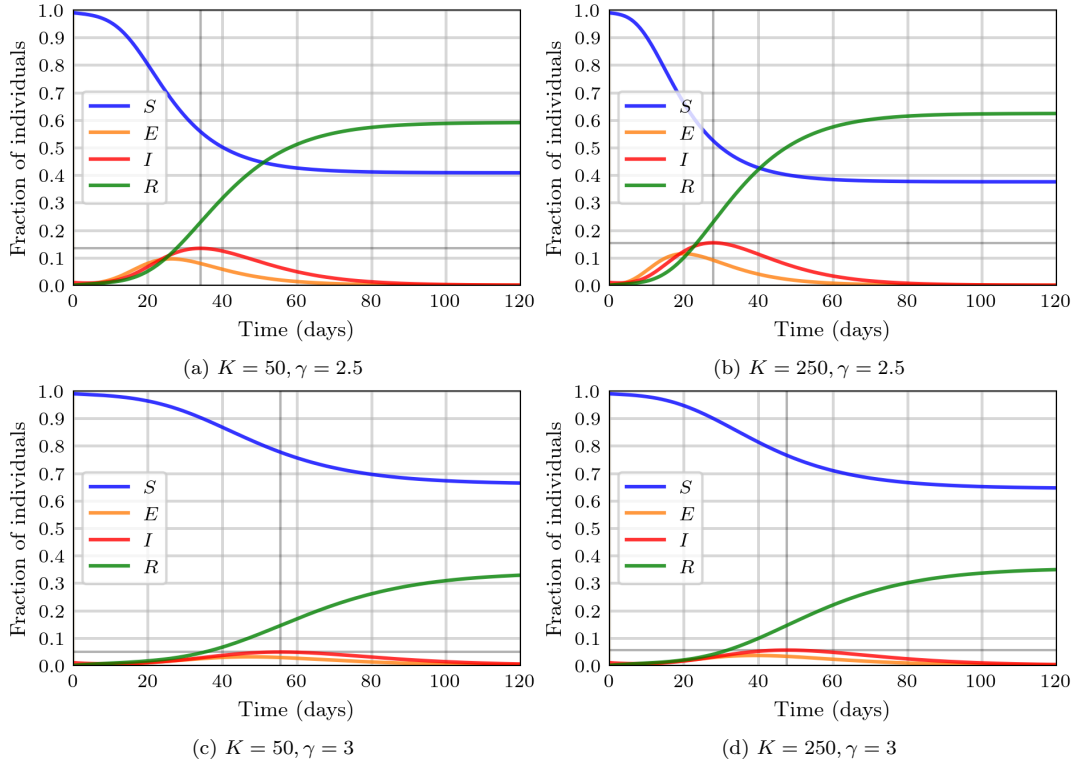 Fraction of individuals
1.0
0.9
0.8
0.7
0.6
0.5
0.4
0.3
0.2
0.1
0.0
S
E
I
R
0 20 40 60 80 100 120
Time (days)
(a) K = 50, γ = 2.5
Fraction of individuals
1.0
0.9
0.8
0.7
0.6
0.5
0.4
0.3
0.2
0.1
0.0
S
E
I
R
0 20 40 60 80 100 120
Time (days)
(b) K = 250, γ = 2.5
Fraction of individuals
1.0
0.9
0.8
0.7
0.6
0.5
0.4
0.3
0.2
0.1
0.0
S
E
I
R
0 20 40 60 80 100 120
Time (days)
(c) K = 50, γ = 3
Fraction of individuals
1.0
0.9
0.8
0.7
0.6
0.5
0.4
0.3
0.2
0.1
0.0
S
E
I
R
0 20 40 60 80 100 120
Time (days)
(d) K = 250, γ = 3